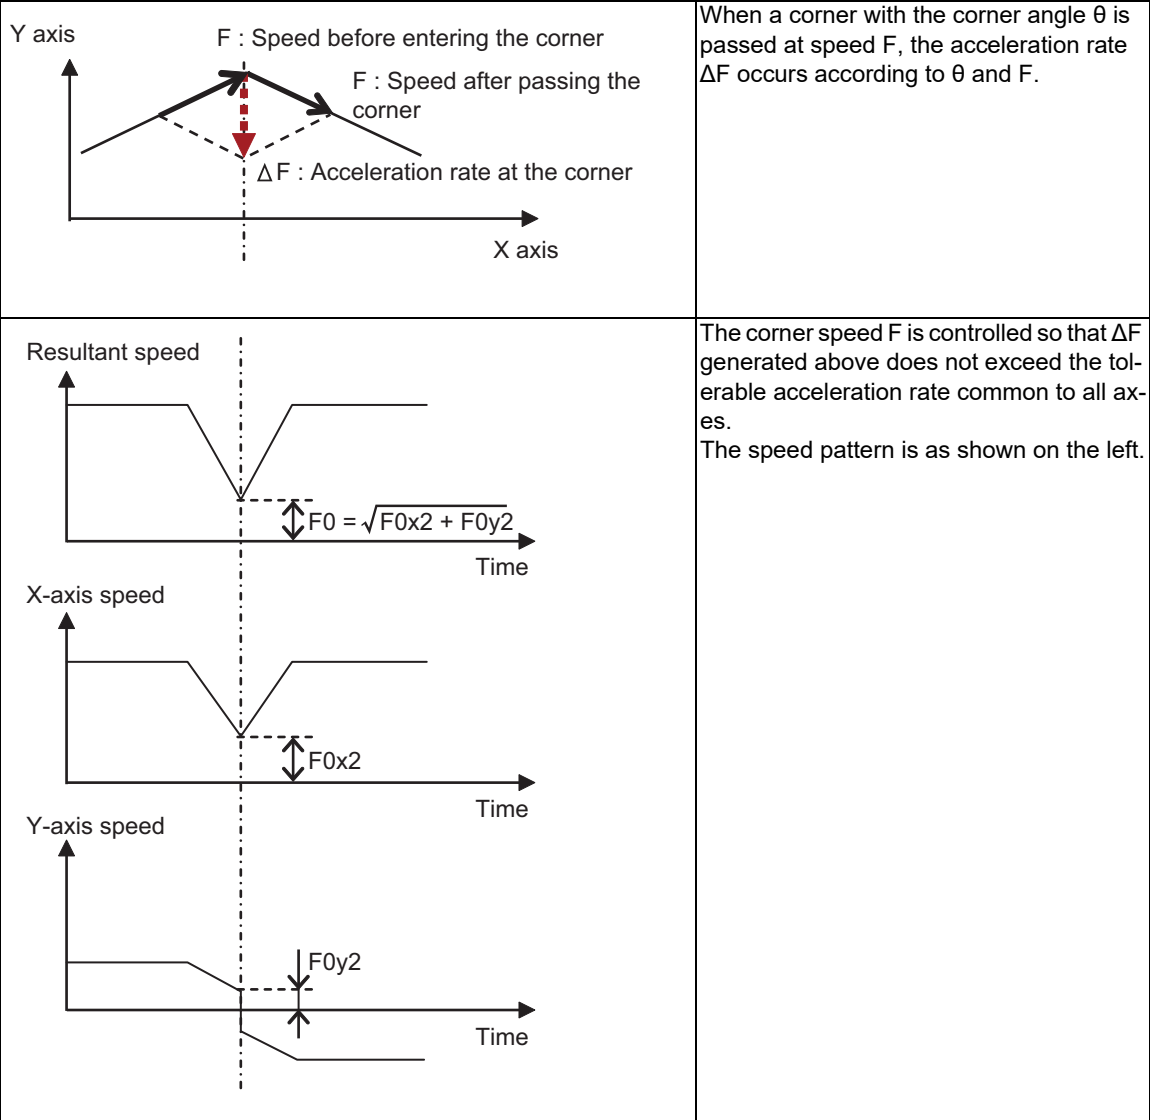 Y axis
F : Speed before entering the corner
F : Speed after passing the
corner
ΔF : Acceleration rate at the corner
X axis
When a corner with the corner angle θ is
passed at speed F, the acceleration rate
ΔF occurs according to θ and F.
Resultant speed
F0 = √F0x2 + F0y2
Time
X-axis speed
F0x2
Time
Y-axis speed
F0y2
Time
The corner speed F is controlled so that ΔF
generated above does not exceed the tol-
erable acceleration rate common to all ax-
es.
The speed pattern is as shown on the left.